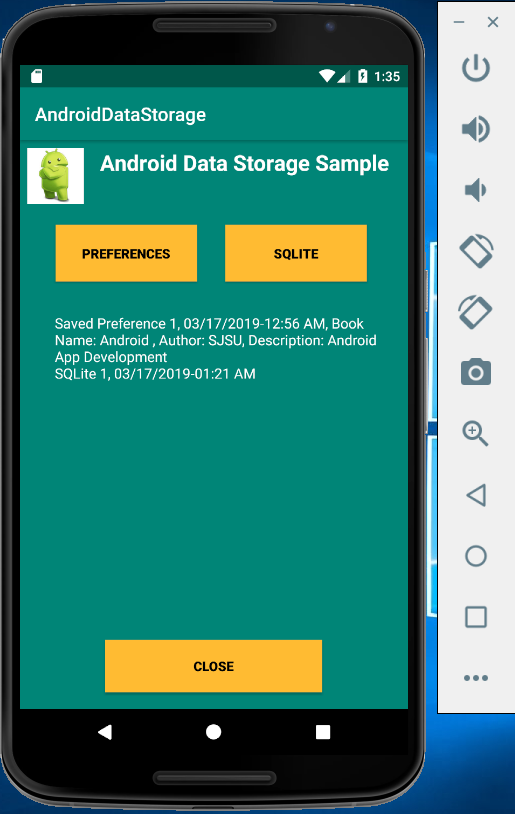 1:35
AndroidDataStorage
Android Data Storage Sample
PREFERENCES
SQLITE
Saved Preference 1, 03/17/2019-12:56 AM, Book
Name: Android , Author: SJSU, Description: Android
App Development
SQLite 1, 03/17/2019-01:21 AM
CLOSE